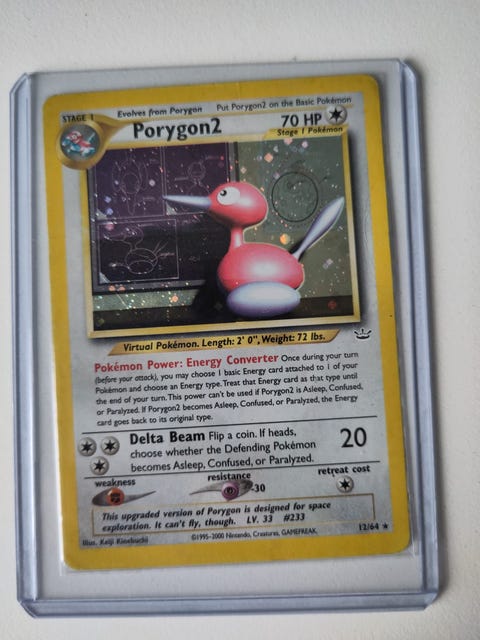 STAGE 1
Evolves from Porygon
Put Porygon2 on the Basic Pokémon
Porygon2
70 HP
Stage 1 Pokémon
Virtual Pokémon. Length: 2' 0", Weight: 72 lbs.
Pokémon Power: Energy Converter Once during your turn
(before your attack), you may choose 1 basic Energy card attached to 1 of your
Pokémon and choose an Energy type. Treat that Energy card as that type until
the end of your turn. This power can't be used if Porygon2 is Asleep, Confused,
or Paralyzed. If Porygon2 becomes Asleep, Confused, or Paralyzed, the Energy
card goes back to its original type.
Delta Beam Flip a coin. If heads,
choose whether the Defending Pokémon
becomes Asleep, Confused, or Paralyzed.
20
weakness
resistance
-30
retreat cost
This upgraded version of Porygon is designed for space
exploration. It can't fly, though. LV. 33 #233
Illus. Keiji Kinebuchi
©1995-2000 Nintendo, Creatures, GAMEFREAK.
12/64 ★